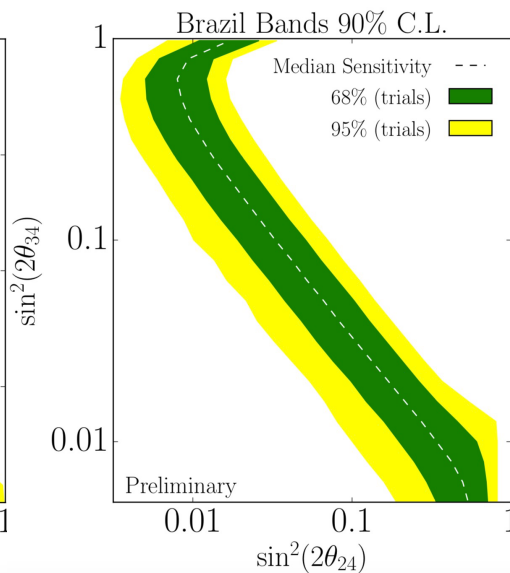 Brazil Bands 90% C.L.
1
Median Sensitivity
68% (trials)
95% (trials)
0.1
sin²(2θ₃₄)
0.01
Preliminary
1
0.01
0.1
1
sin²(2θ₂₄)